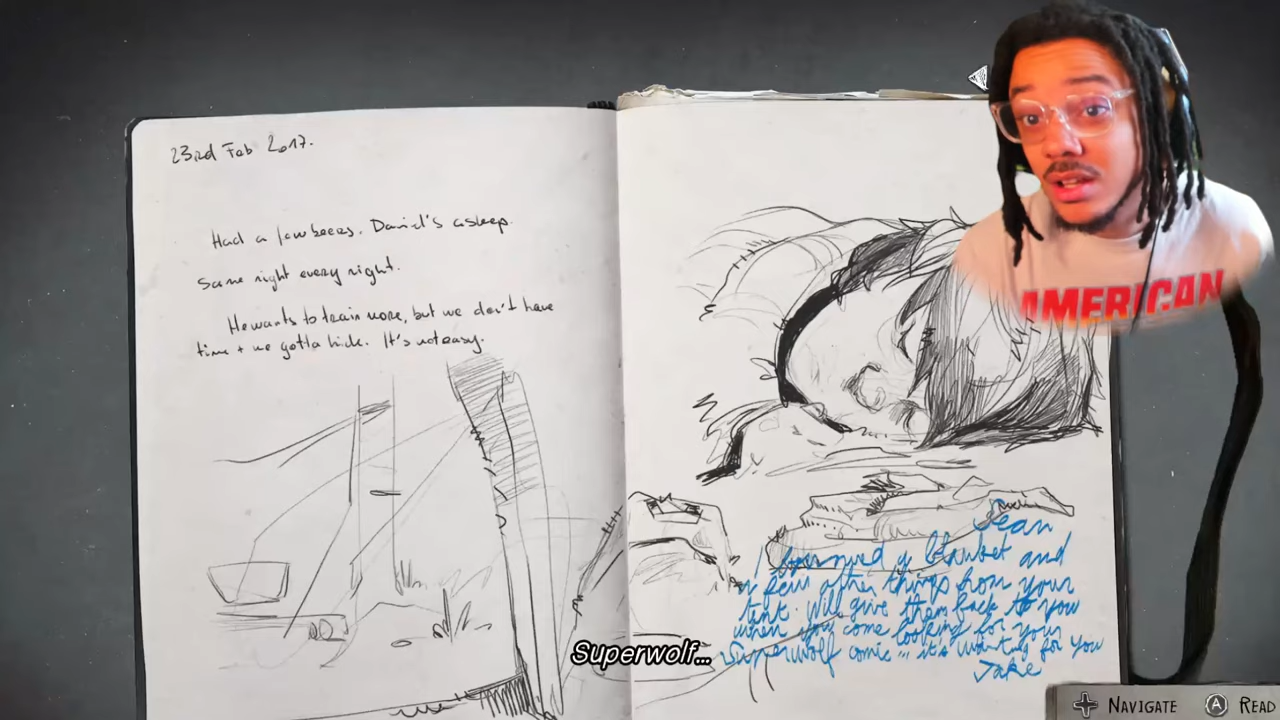 23rd Feb 2017.
Had a few beers. Daniel's asleep.
Same night every night.
He wants to train more, but we don't have
time + we gotta hide. It's not easy.
AMERICAN
Sean
I borrowed a blanket and
a few other things from your
tent. Will give them back to you
when you come looking for your
Superwolf comic... it's waiting for you
Jake
Superwolf...
NAVIGATE
A READ